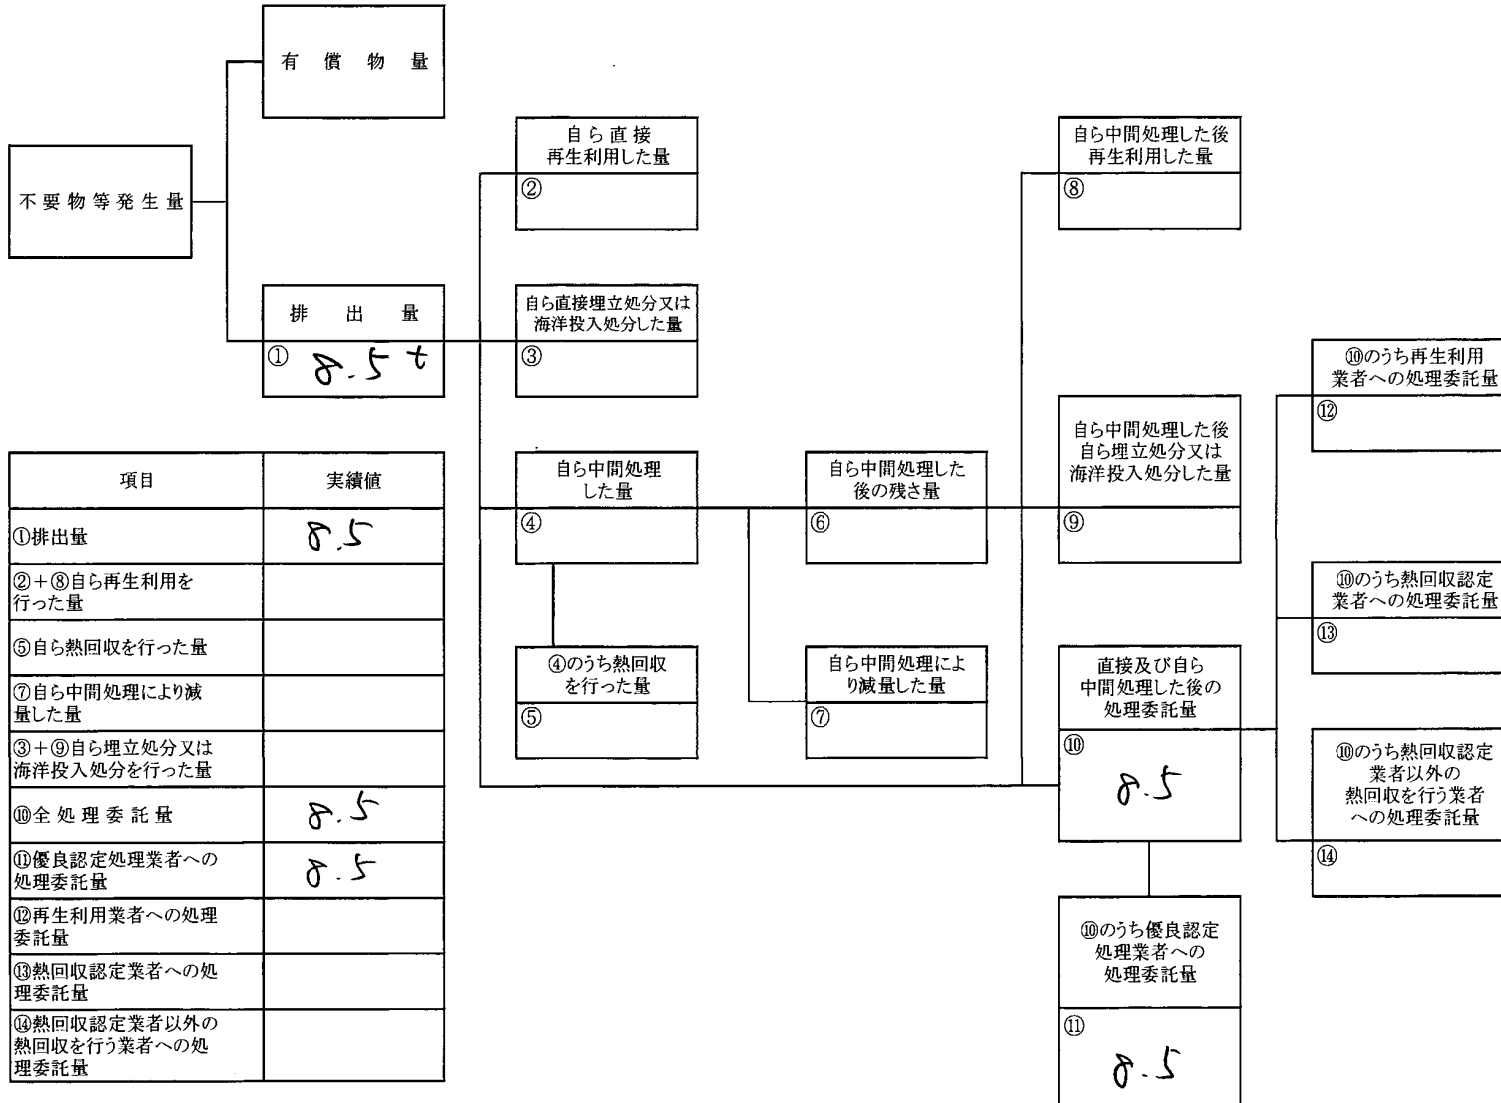 有償物量
不要物等発生量
排出量
① 8.5 t
自ら直接
再生利用した量
②
自ら直接埋立処分又は
海洋投入処分した量
③
自ら中間処理
した量
④
④のうち熱回収
を行った量
⑤
自ら中間処理した
後の残さ量
⑥
自ら中間処理によ
り減量した量
⑦
自ら中間処理した後
再生利用した量
⑧
自ら中間処理した後
自ら埋立処分又は
海洋投入処分した量
⑨
直接及び自ら
中間処理した後の
処理委託量
⑩
8.5
⑩のうち優良認定
処理業者への
処理委託量
⑪
8.5
⑩のうち再生利用
業者への処理委託量
⑫
⑩のうち熱回収認定
業者への処理委託量
⑬
⑩のうち熱回収認定
業者以外の
熱回収を行う業者
への処理委託量
⑭
項目 実績値
①排出量 8.5
②+⑧自ら再生利用を
行った量
⑤自ら熱回収を行った量
⑦自ら中間処理により減
量した量
③+⑨自ら埋立処分又は
海洋投入処分を行った量
⑩全処理委託量 8.5
⑪優良認定処理業者への
処理委託量 8.5
⑫再生利用業者への処理
委託量
⑬熱回収認定業者への処
理委託量
⑭熱回収認定業者以外の
熱回収を行う業者への処
理委託量